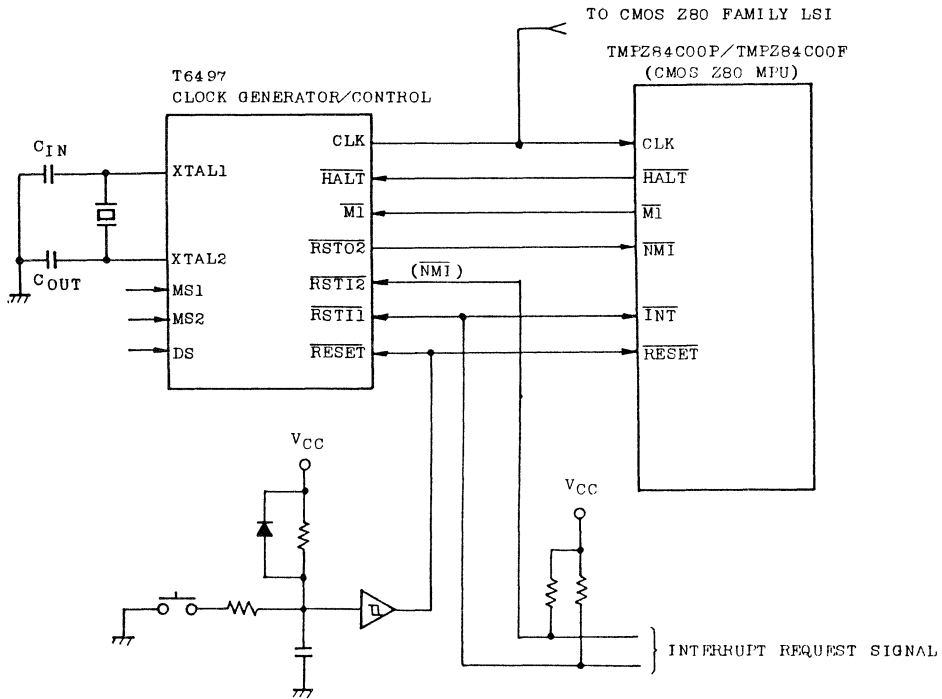 TO CMOS Z80 FAMILY LSI
TMPZ84C00P/TMPZ84C00F
(CMOS Z80 MPU)
T6497
CLOCK GENERATOR/CONTROL
CLK
CLK
CIN
XTAL1
HALT
HALT
M1
M1
RSTO2
NMI
XTAL2
COUT
(NMI)
RSTI2
MS1
RSTI1
INT
MS2
DS
RESET
RESET
VCC
VCC
INTERRUPT REQUEST SIGNAL